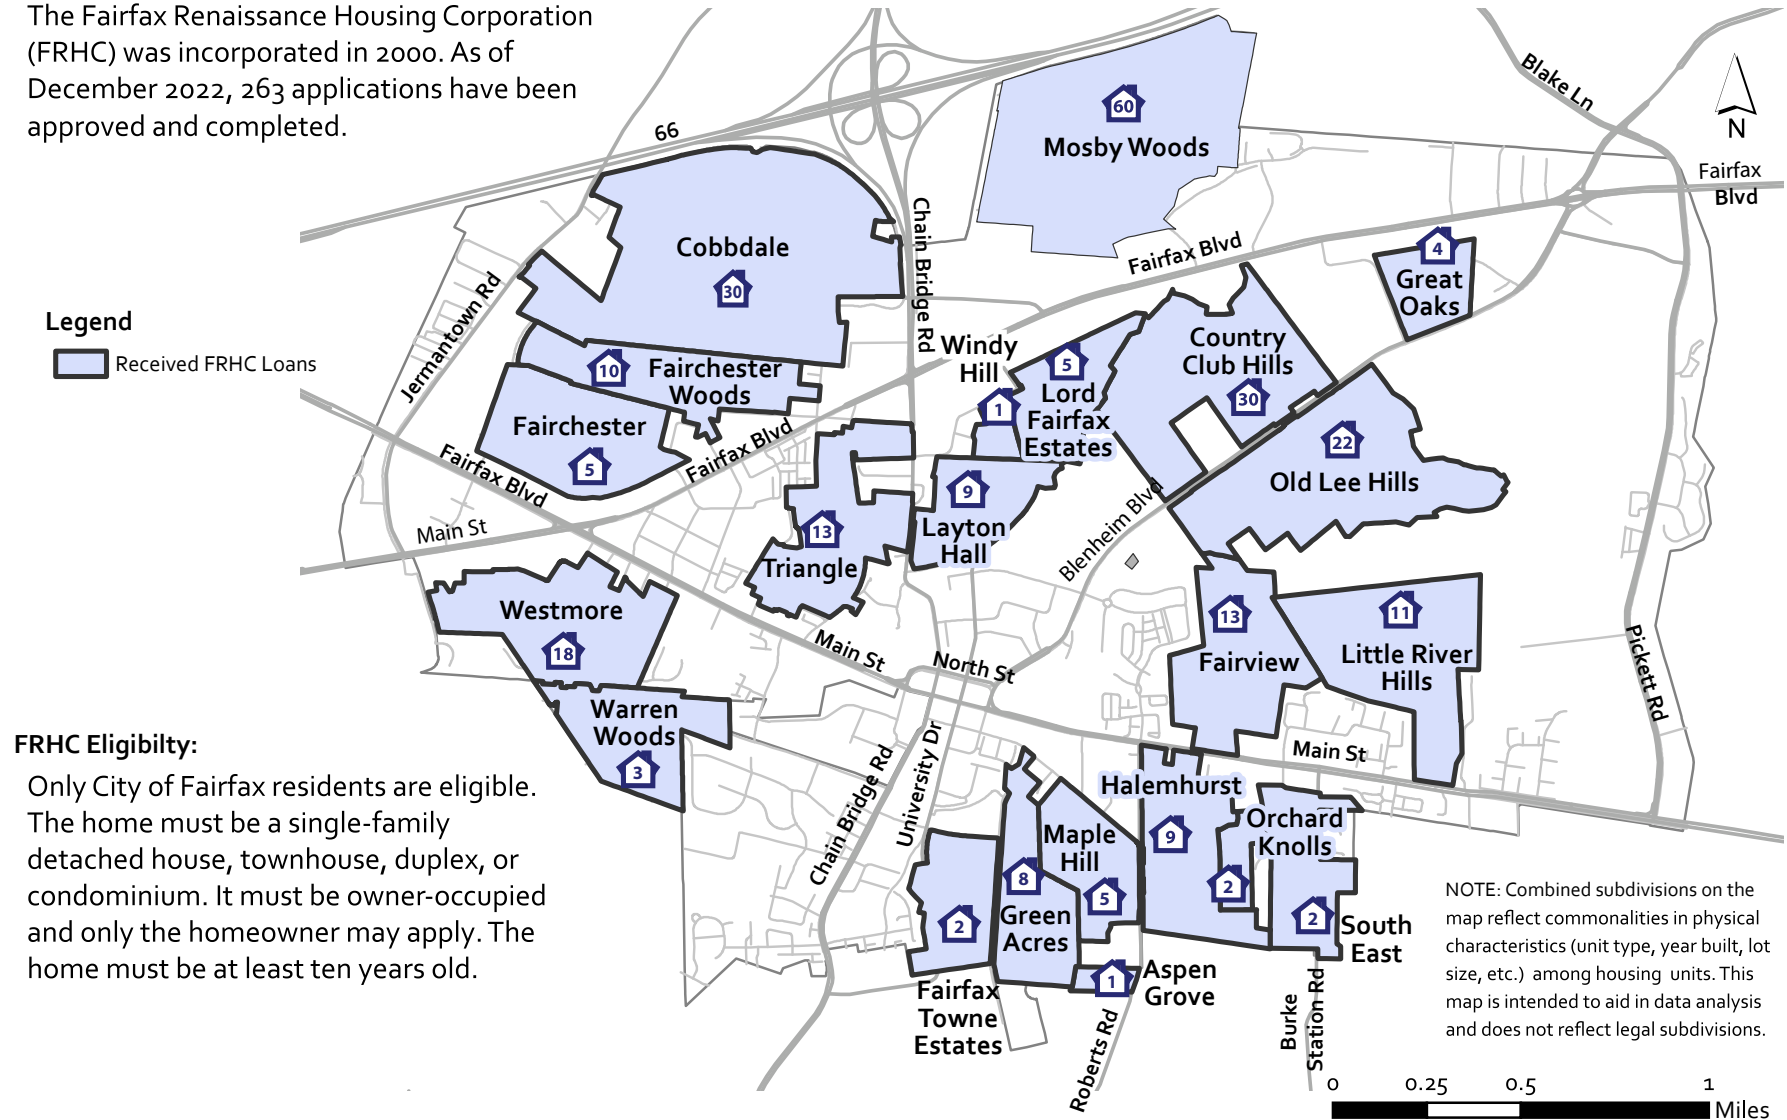 The Fairfax Renaissance Housing Corporation
(FRHC) was incorporated in 2000. As of
December 2022, 263 applications have been
approved and completed.
66
60
Mosby Woods
Blake Ln
N
Fairfax
Blvd
Chain Bridge Rd
Cobbdale
30
Fairfax Blvd
4
Great
Oaks
Jermantown Rd
Legend
Received FRHC Loans
Windy
Hill
1
5
Lord
Fairfax
Estates
Country
Club Hills
30
10
Fairchester
Woods
Fairchester
5
Fairfax Blvd
Fairfax Blvd
22
Old Lee Hills
9
Layton
Hall
13
Triangle
Main St
Blenheim Blvd
Westmore
18
13
Fairview
11
Little River
Hills
Main St
North St
Pickett Rd
Warren
Woods
3
FRHC Eligibilty:
Only City of Fairfax residents are eligible.
The home must be a single-family
detached house, townhouse, duplex, or
condominium. It must be owner-occupied
and only the homeowner may apply. The
home must be at least ten years old.
Chain Bridge Rd
University Dr
Main St
Halemhurst
9
Orchard
Knolls
2
Maple
Hill
5
8
Green
Acres
2
Fairfax
Towne
Estates
2
South
East
1
Aspen
Grove
Roberts Rd
Burke
Station Rd
NOTE: Combined subdivisions on the
map reflect commonalities in physical
characteristics (unit type, year built, lot
size, etc.) among housing units. This
map is intended to aid in data analysis
and does not reflect legal subdivisions.
0 0.25 0.5 1
Miles